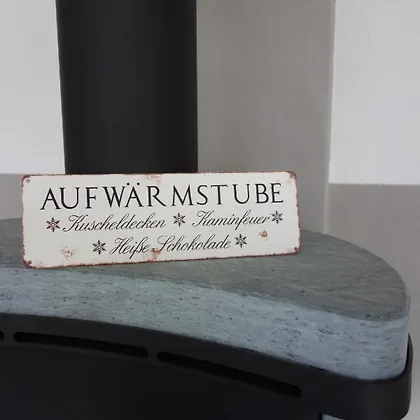 AUFWÄRMSTUBE
* Kuscheldecken * Kaminfeuer *
* Heiße Schokolade *